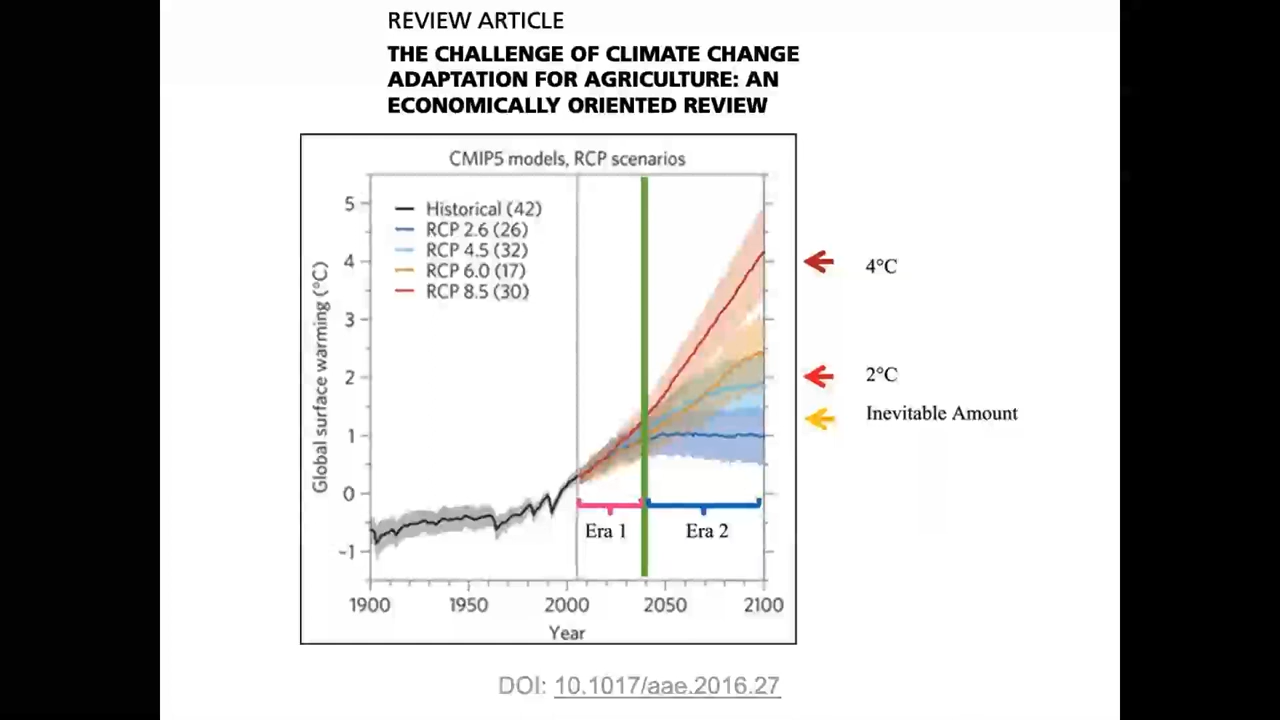 REVIEW ARTICLE
THE CHALLENGE OF CLIMATE CHANGE
ADAPTATION FOR AGRICULTURE: AN
ECONOMICALLY ORIENTED REVIEW
CMIP5 models, RCP scenarios
Historical (42)
RCP 2.6 (26)
RCP 4.5 (32)
RCP 6.0 (17)
RCP 8.5 (30)
Global surface warming (°C)
5
4
3
2
1
0
-1
4°C
2°C
Inevitable Amount
Era 1
Era 2
1900
1950
2000
2050
2100
Year
DOI: 10.1017/aae.2016.27